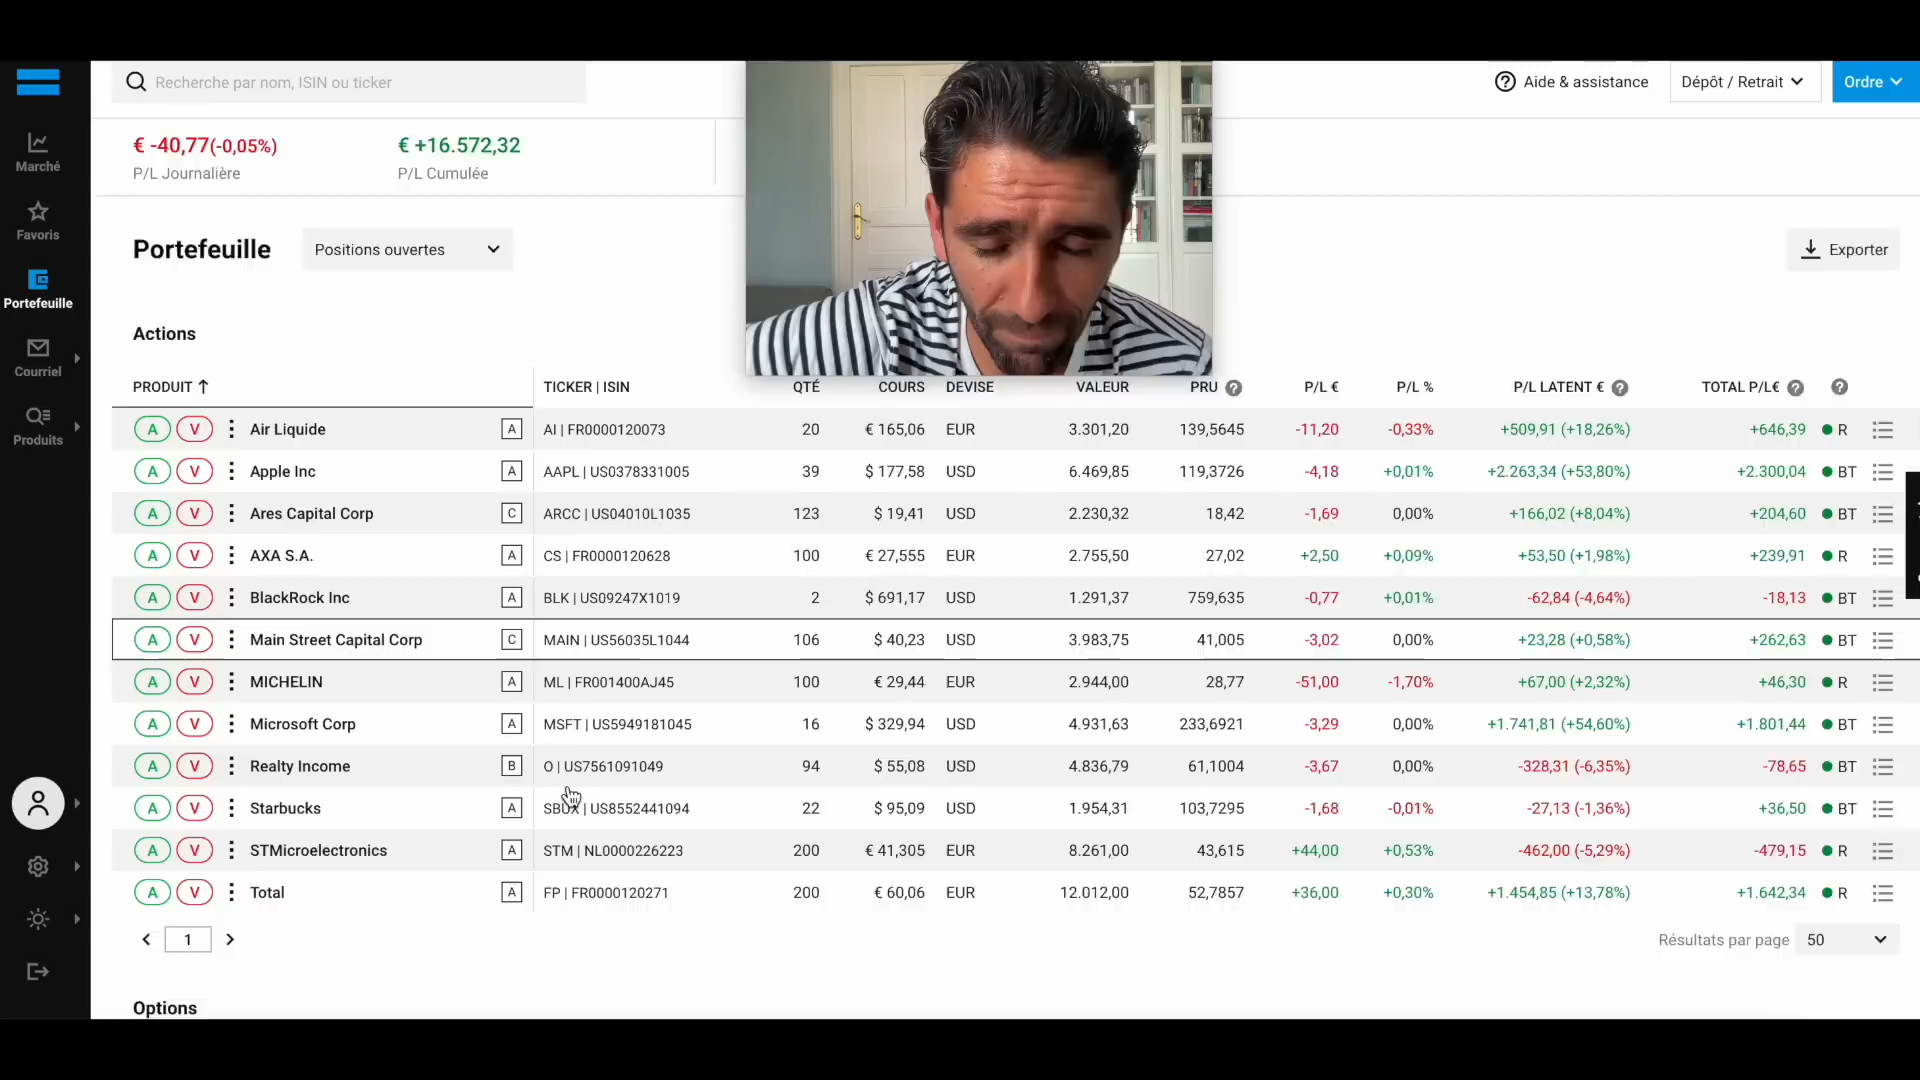 Recherche par nom, ISIN ou ticker
Aide & assistance
Dépôt / Retrait
Ordre
Marché
Favoris
Portefeuille
Courriel
Produits
€ -40,77(-0,05%)
P/L Journalière
€ +16.572,32
P/L Cumulée
Portefeuille
Positions ouvertes
Exporter
Actions
PRODUIT ↑ TICKER | ISIN QTÉ COURS DEVISE VALEUR PRU ? P/L € P/L % P/L LATENT € ? TOTAL P/L€ ? ?
A V Air Liquide A AI | FR0000120073 20 € 165,06 EUR 3.301,20 139,5645 -11,20 -0,33% +509,91 (+18,26%) +646,39 R
A V Apple Inc A AAPL | US0378331005 39 $ 177,58 USD 6.469,85 119,3726 -4,18 +0,01% +2.263,34 (+53,80%) +2.300,04 BT
A V Ares Capital Corp C ARCC | US04010L1035 123 $ 19,41 USD 2.230,32 18,42 -1,69 0,00% +166,02 (+8,04%) +204,60 BT
A V AXA S.A. A CS | FR0000120628 100 € 27,555 EUR 2.755,50 27,02 +2,50 +0,09% +53,50 (+1,98%) +239,91 R
A V BlackRock Inc A BLK | US09247X1019 2 $ 691,17 USD 1.291,37 759,635 -0,77 +0,01% -62,84 (-4,64%) -18,13 BT
A V Main Street Capital Corp C MAIN | US56035L1044 106 $ 40,23 USD 3.983,75 41,005 -3,02 0,00% +23,28 (+0,58%) +262,63 BT
A V MICHELIN A ML | FR001400AJ45 100 € 29,44 EUR 2.944,00 28,77 -51,00 -1,70% +67,00 (+2,32%) +46,30 R
A V Microsoft Corp A MSFT | US5949181045 16 $ 329,94 USD 4.931,63 233,6921 -3,29 0,00% +1.741,81 (+54,60%) +1.801,44 BT
A V Realty Income B O | US7561091049 94 $ 55,08 USD 4.836,79 61,1004 -3,67 0,00% -328,31 (-6,35%) -78,65 BT
A V Starbucks A SBUX | US8552441094 22 $ 95,09 USD 1.954,31 103,7295 -1,68 -0,01% -27,13 (-1,36%) +36,50 BT
A V STMicroelectronics A STM | NL0000226223 200 € 41,305 EUR 8.261,00 43,615 +44,00 +0,53% -462,00 (-5,29%) -479,15 R
A V Total A FP | FR0000120271 200 € 60,06 EUR 12.012,00 52,7857 +36,00 +0,30% +1.454,85 (+13,78%) +1.642,34 R
1
Résultats par page 50
Options